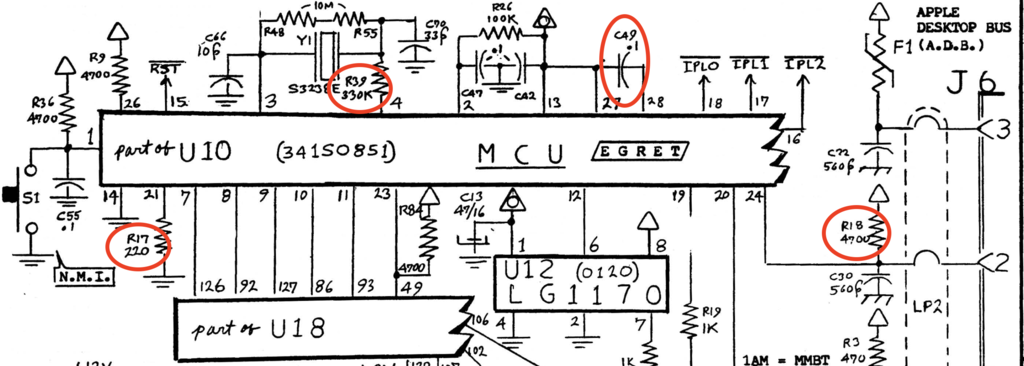 10M
R48
R55
C70
33p
R26
100K
C49
.1
APPLE
DESKTOP BUS
(A.D.B.)
F1
J6
R9
4700
RST
C66
10p
Y1
S3238E
R39
330K
.1
C47
C42
IPL0
IPL1
IPL2
R36
4700
26
15
3
4
2
13
27
28
18
17
16
3
1
part of U10
(341S0851)
MCU
EGRET
C22
560p
S1
C55
.1
14
21
7
8
9
10
11
23
R84
4700
C13
47/16
12
19
20
24
R17
220
R18
4700
N.M.I.
1
6
8
2
126
92
127
86
93
49
U12 (0120)
LG1170
C30
560p
LP2
part of U18
106
102
4
2
7
R19
1K
1K
R3
470
1AM = MMBT